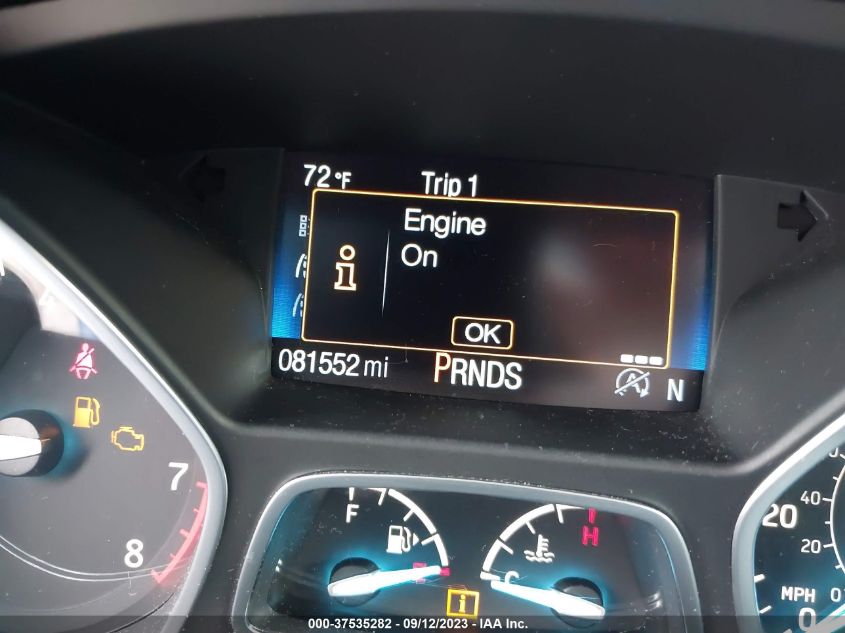 72°F Trip 1
Engine
On
OK
081552 mi PRNDS N
7
8
F
H
C
40
20
20
MPH
0
000-37535282 - 09/12/2023 - IAA Inc.